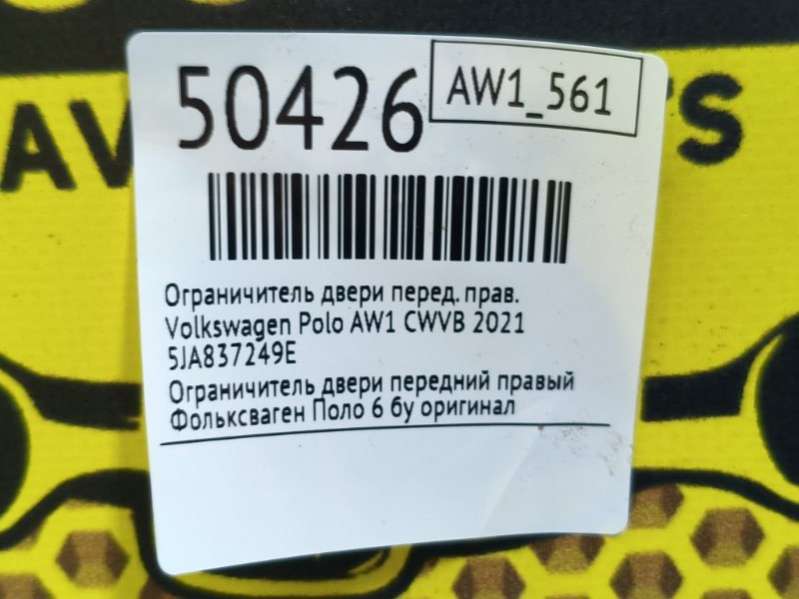 50426
AW1_561
AV
S
Ограничитель двери перед. прав.
Volkswagen Polo AW1 CWVB 2021
5JA837249E
Ограничитель двери передний правый
Фольксваген Поло 6 бу оригинал